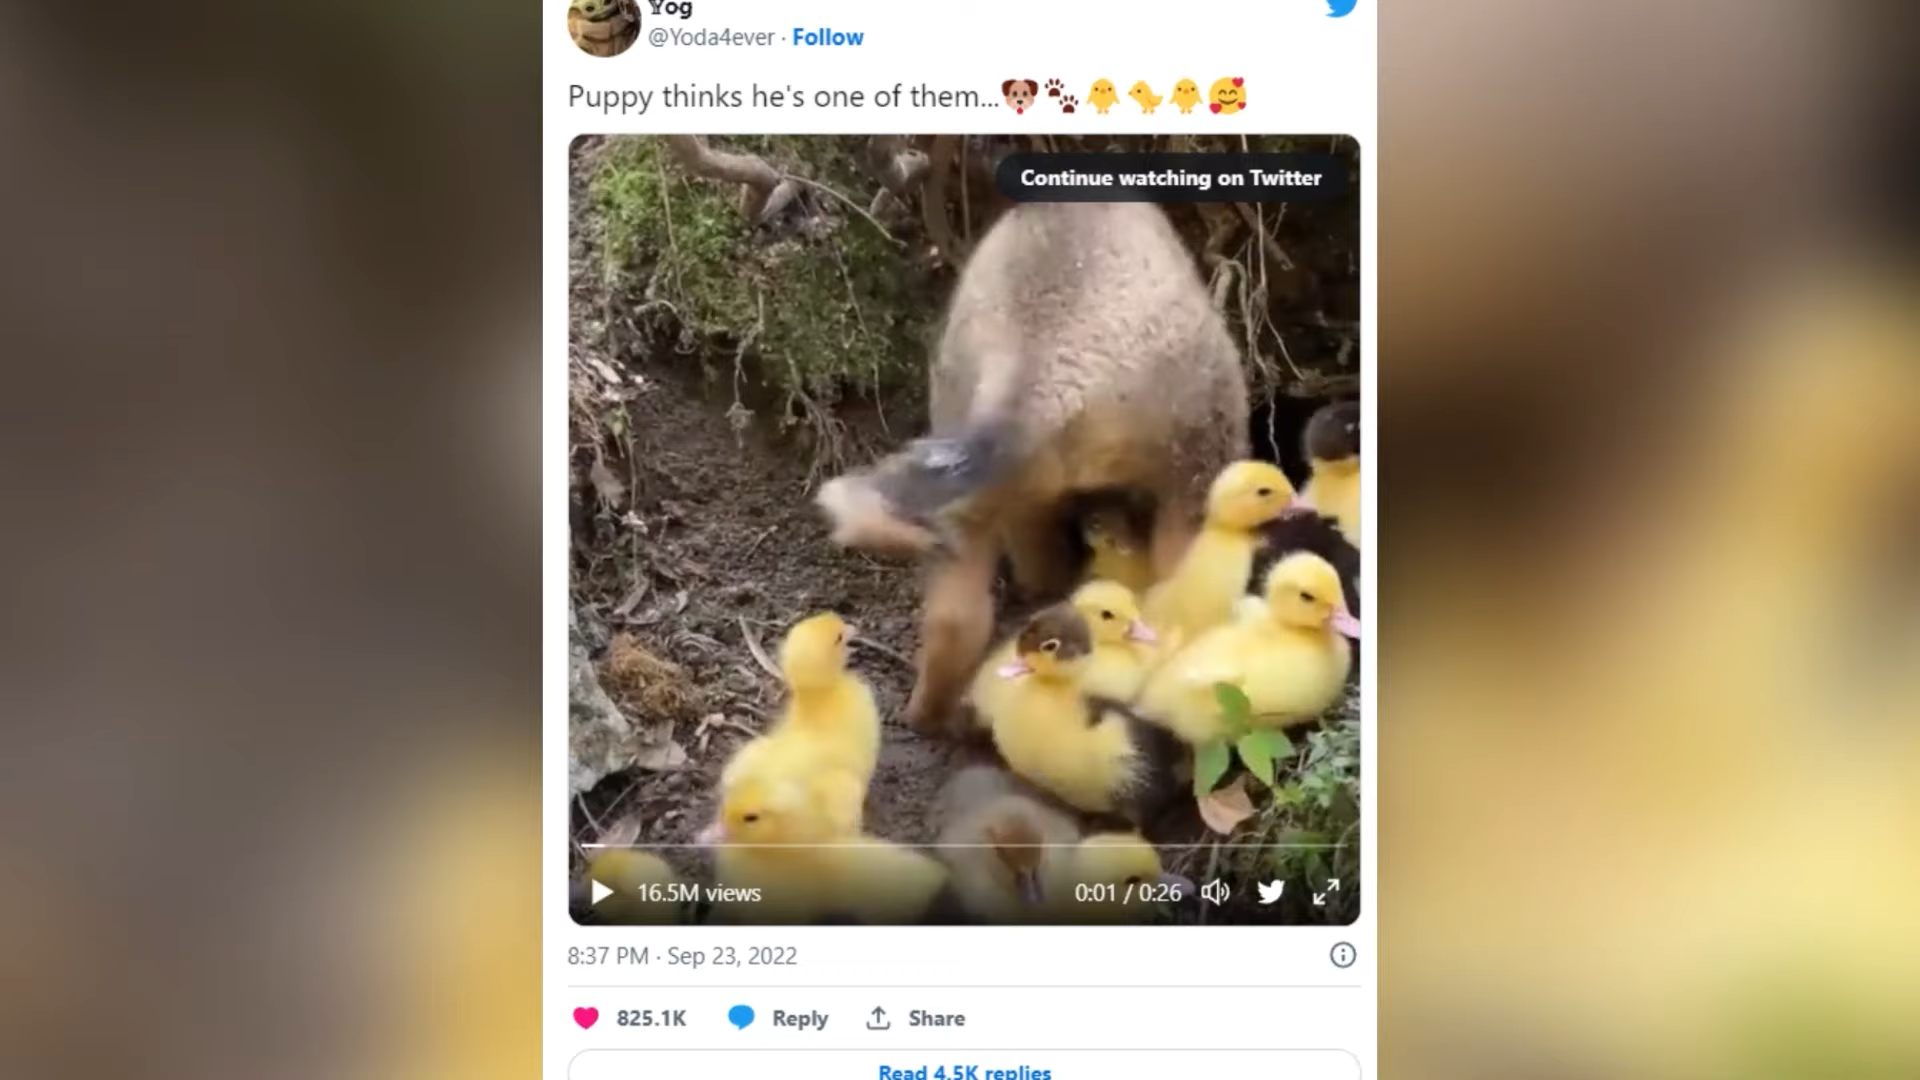 Yog
@Yoda4ever · Follow
Puppy thinks he's one of them...🐶🐾🐥🐤🐥🥰
Continue watching on Twitter
16.5M views
0:01 / 0:26
8:37 PM · Sep 23, 2022
825.1K
Reply
Share
Read 4.5K replies